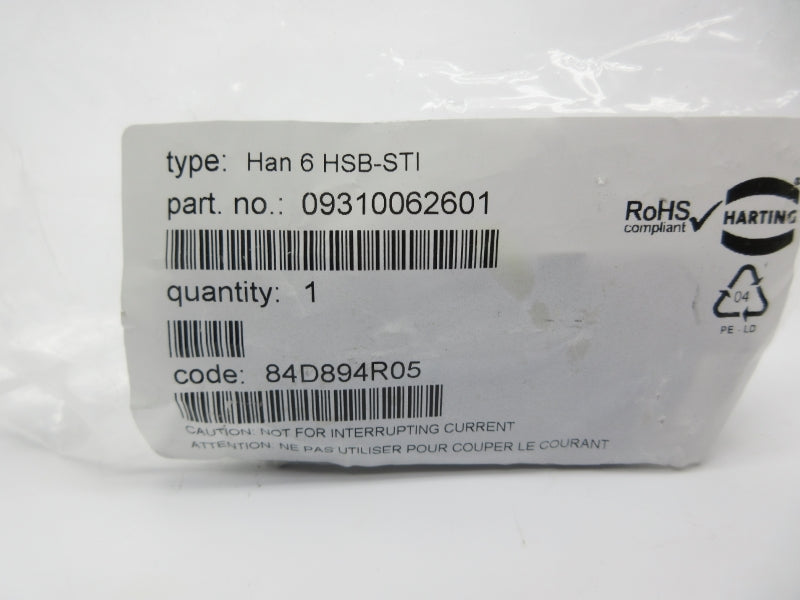 type: Han 6 HSB-STI
part. no.: 09310062601
RoHS
compliant
HARTING
quantity: 1
04
PE - LD
code: 84D894R05
CAUTION: NOT FOR INTERRUPTING CURRENT
ATTENTION: NE PAS UTILISER POUR COUPER LE COURANT